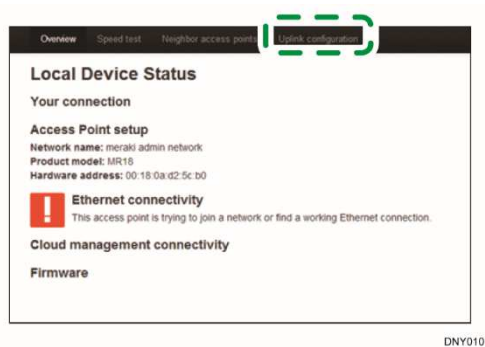 Overview Speed test Neighbor access points Uplink configuration
Local Device Status
Your connection
Access Point setup
Network name: meraki admin network
Product model: MR18
Hardware address: 00:18:0a:d2:5c:b0
Ethernet connectivity
This access point is trying to join a network or find a working Ethernet connection.
Cloud management connectivity
Firmware
DNY010